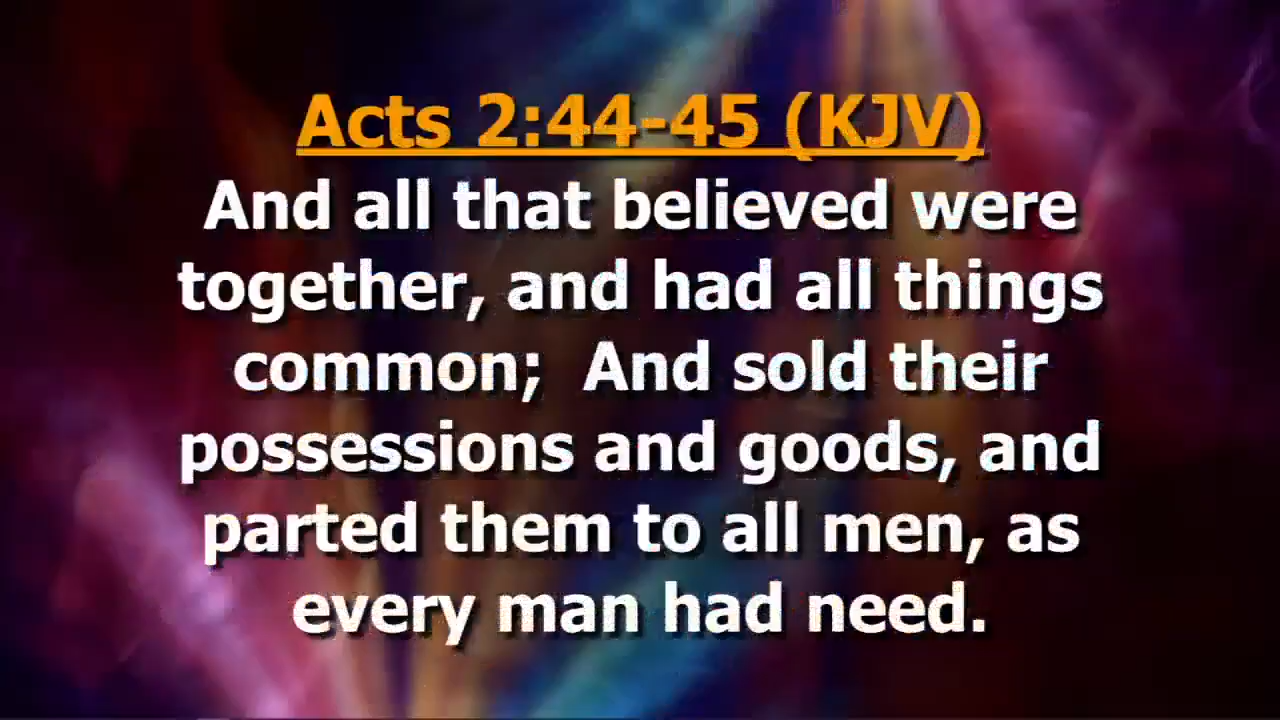 Acts 2:44-45 (KJV)
And all that believed were
together, and had all things
common;  And sold their
possessions and goods, and
parted them to all men, as
every man had need.